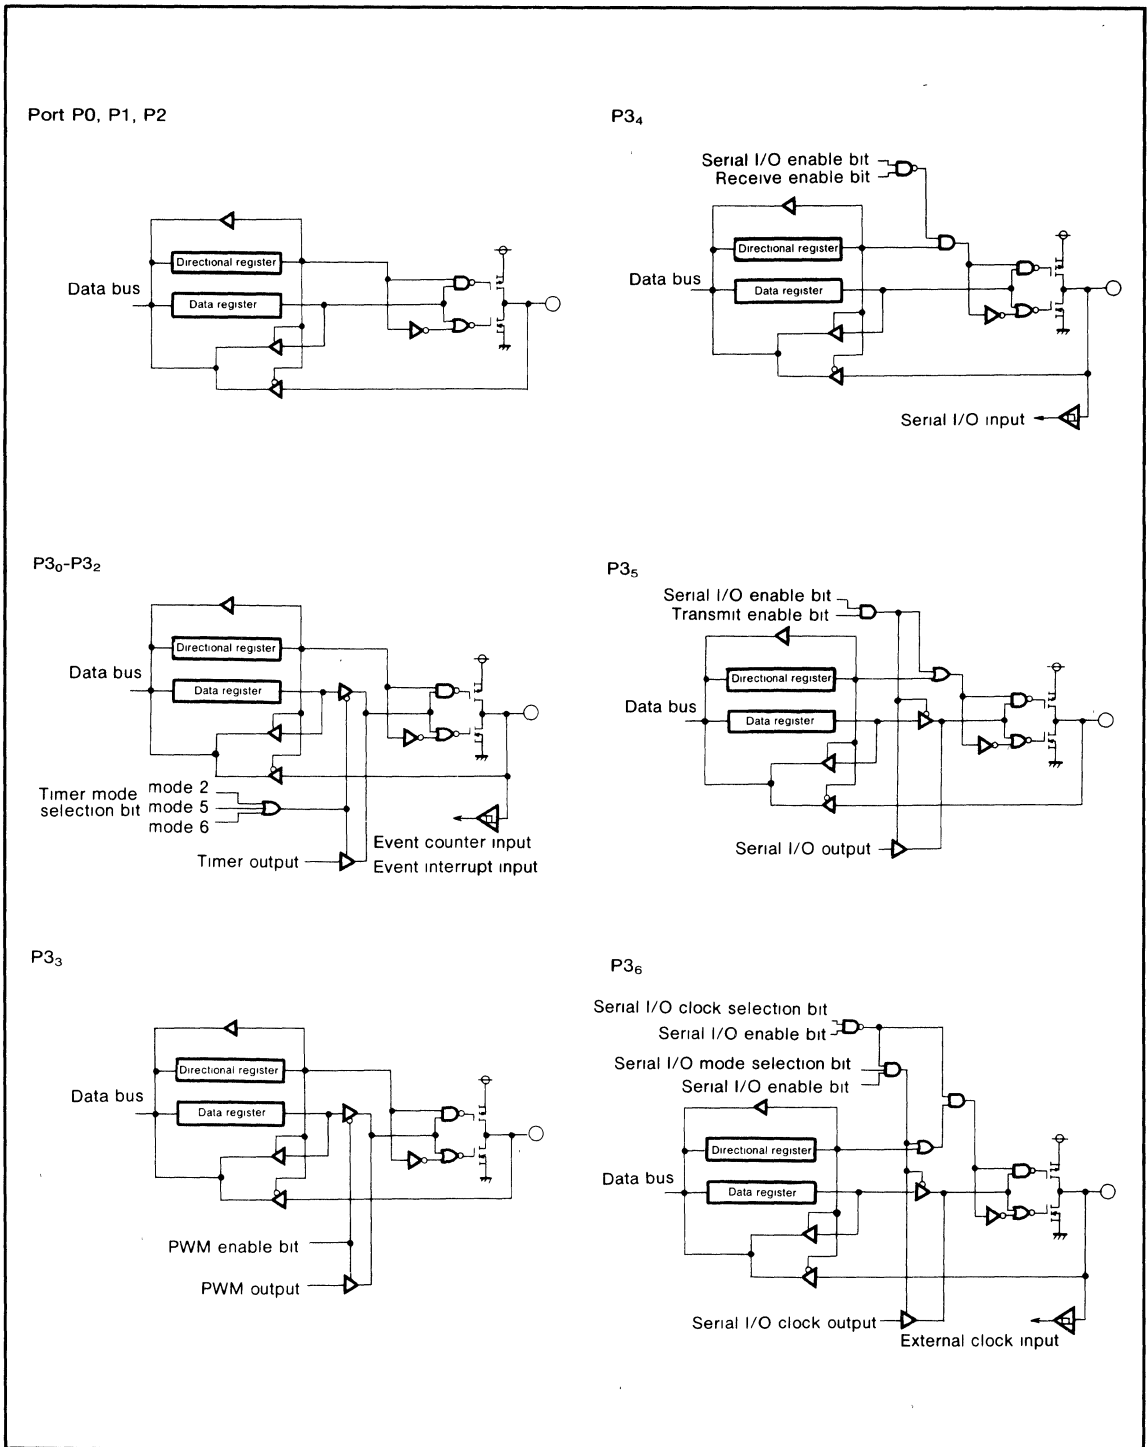 Port P0, P1, P2
Directional register
Data bus
Data register
P3₄
Serial I/O enable bit
Receive enable bit
Directional register
Data bus
Data register
Serial I/O input
P3₀-P3₂
Directional register
Data bus
Data register
Timer mode
selection bit
mode 2
mode 5
mode 6
Timer output
Event counter input
Event interrupt input
P3₅
Serial I/O enable bit
Transmit enable bit
Directional register
Data bus
Data register
Serial I/O output
P3₃
Directional register
Data bus
Data register
PWM enable bit
PWM output
P3₆
Serial I/O clock selection bit
Serial I/O enable bit
Serial I/O mode selection bit
Serial I/O enable bit
Directional register
Data bus
Data register
Serial I/O clock output
External clock input